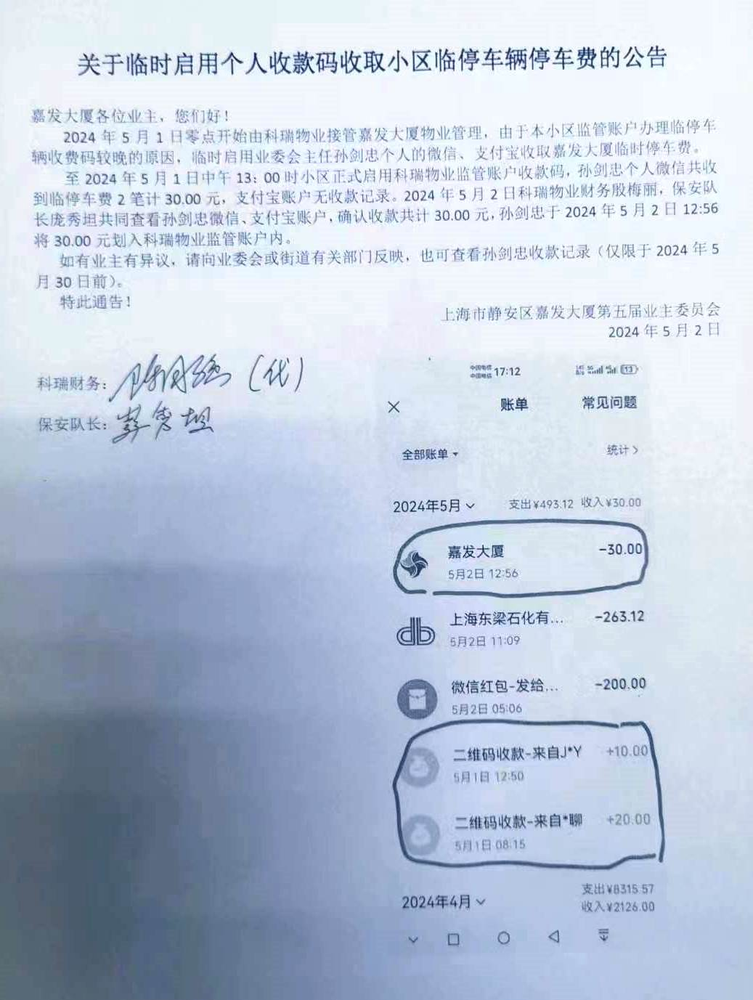 关于临时启用个人收款码收取小区临停车辆停车费的公告
嘉发大厦各位业主，您们好！
2024 年 5 月 1 日零点开始由科瑞物业接管嘉发大厦物业管理，由于本小区监管账户办理临停车
辆收费码较晚的原因，临时启用业委会主任孙剑忠个人的微信、支付宝收取嘉发大厦临时停车费。
至 2024 年 5 月 1 日中午 13：00 时小区正式启用科瑞物业监管账户收款码，孙剑忠个人微信共收
到临停车费 2 笔计 30.00 元，支付宝账户无收款记录。2024 年 5 月 2 日科瑞物业财务殷梅丽，保安队
长庞秀坦共同查看孙剑忠微信、支付宝账户，确认收款共计 30.00 元，孙剑忠于 2024 年 5 月 2 日 12:56
将 30.00 元划入科瑞物业监管账户内。
如有业主有异议，请向业委会或街道有关部门反映，也可查看孙剑忠收款记录（仅限于 2024 年 5
月 30 日前）。
特此通告！
上海市静安区嘉发大厦第五届业主委员会
2024 年 5 月 2 日
科瑞财务：（代）
保安队长：秀坦
中国电信
中国电信 17:12 13
账单 常见问题
全部账单 统计
2024年5月 支出¥493.12 收入¥30.00
嘉发大厦 -30.00
5月2日 12:56
上海东梁石化有... -263.12
5月2日 11:09
微信红包-发给... -200.00
5月2日 05:06
二维码收款-来自J*Y +10.00
5月1日 12:50
二维码收款-来自*聊 +20.00
5月1日 08:15
2024年4月 支出¥8315.57
收入¥2126.00